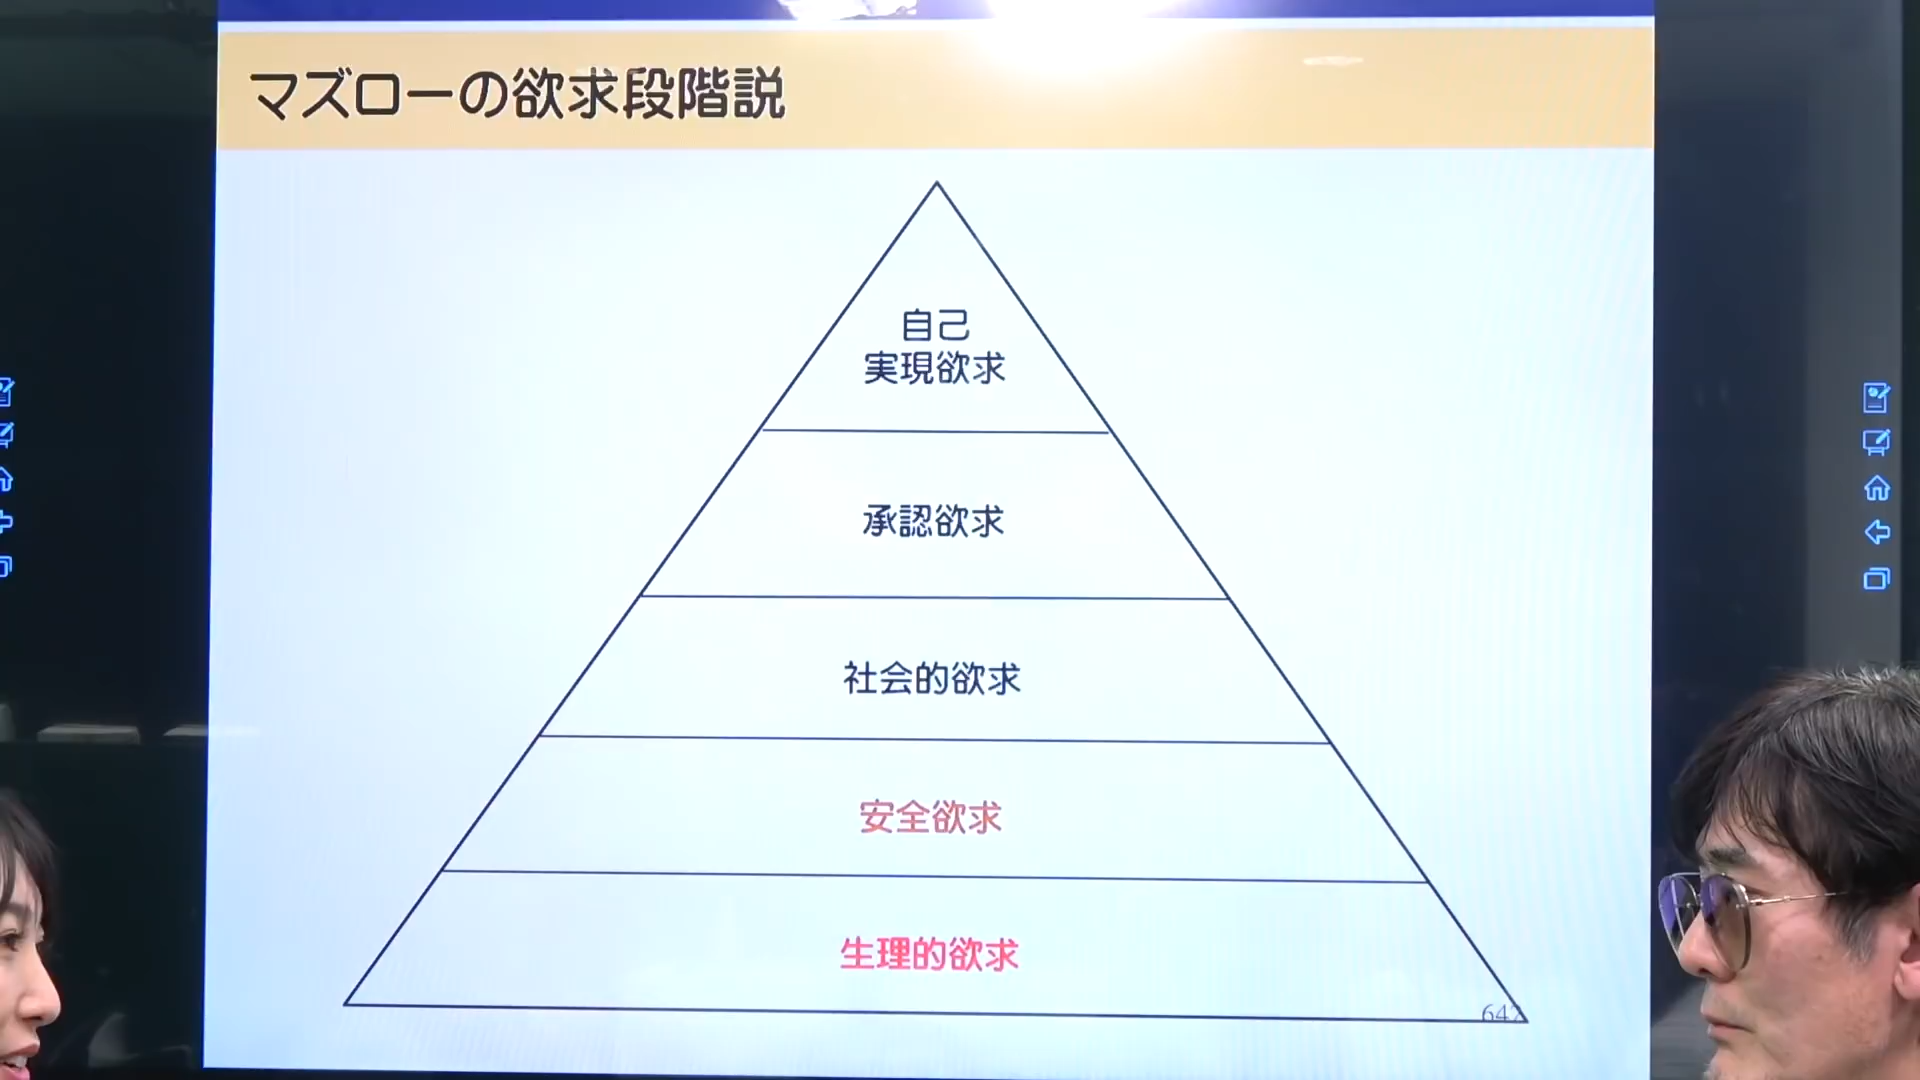 マズローの欲求段階説
自己
実現欲求
承認欲求
社会的欲求
安全欲求
生理的欲求